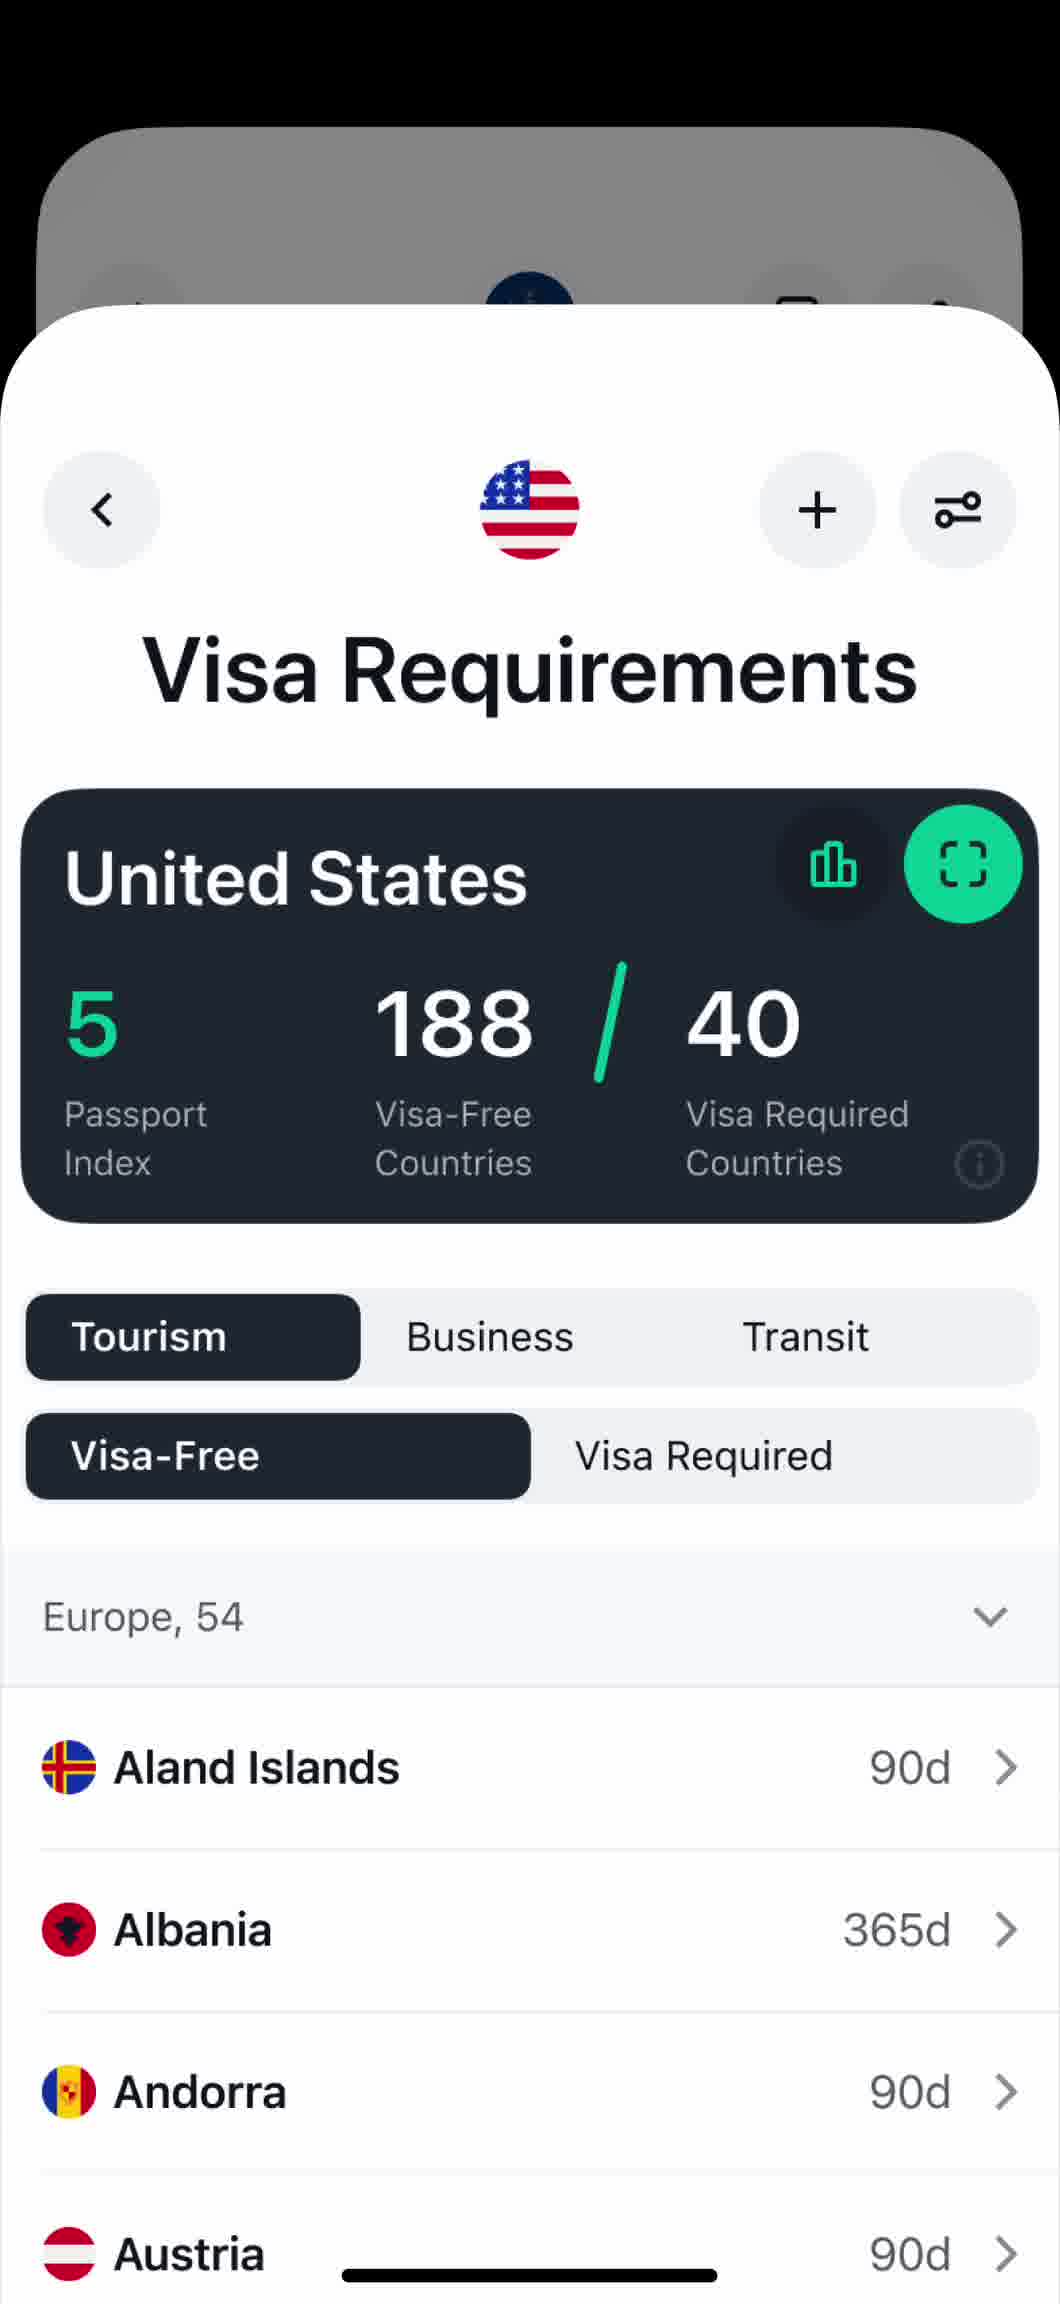 Visa Requirements
United States
5
188
40
Passport
Index
Visa-Free
Countries
Visa Required
Countries
Tourism
Business
Transit
Visa-Free
Visa Required
Europe, 54
Aland Islands
90d
Albania
365d
Andorra
90d
Austria
90d